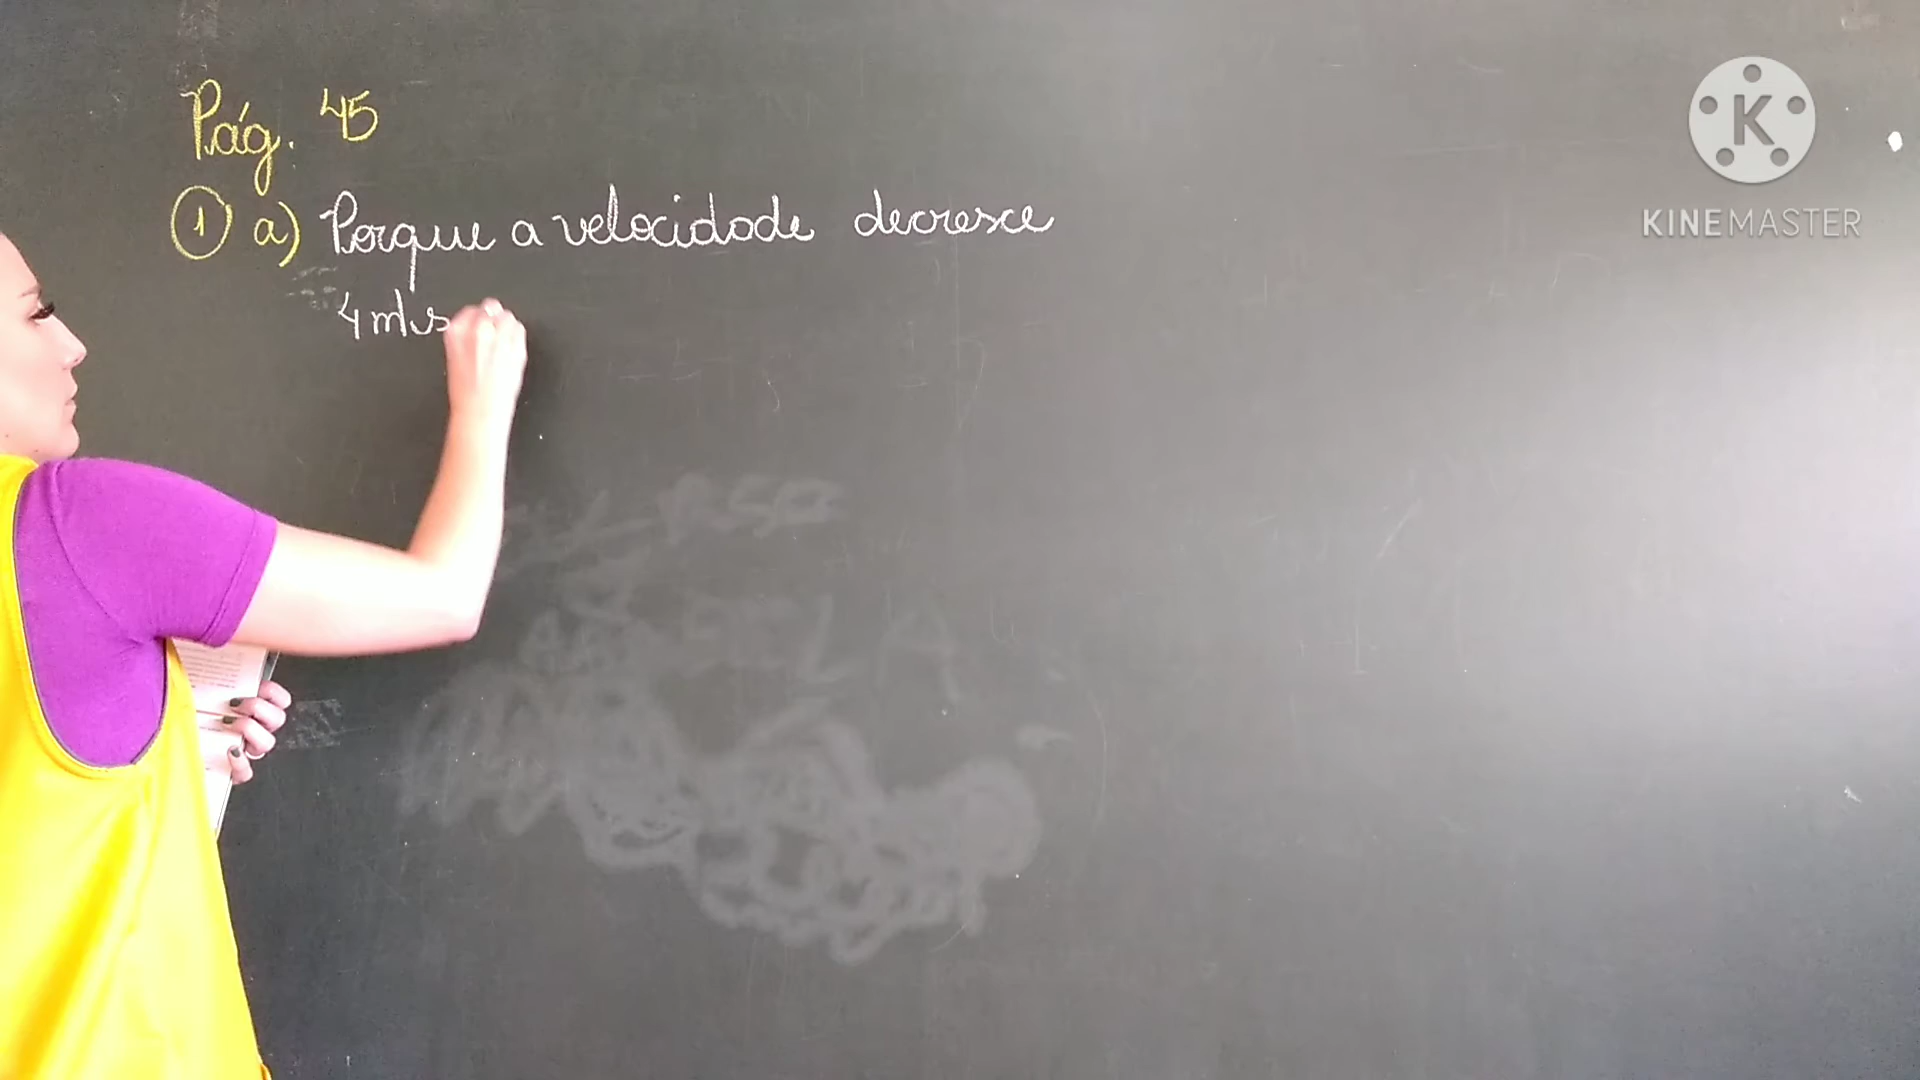 Pág. 45
① a) Porque a velocidade decresce
4 m/s
K
KINEMASTER